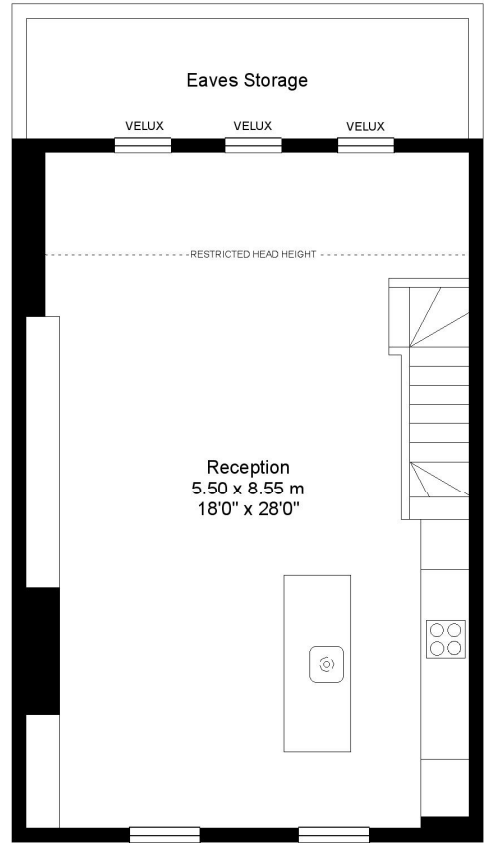 Eaves Storage
VELUX VELUX VELUX
RESTRICTED HEAD HEIGHT
Reception
5.50 x 8.55 m
18'0" x 28'0"